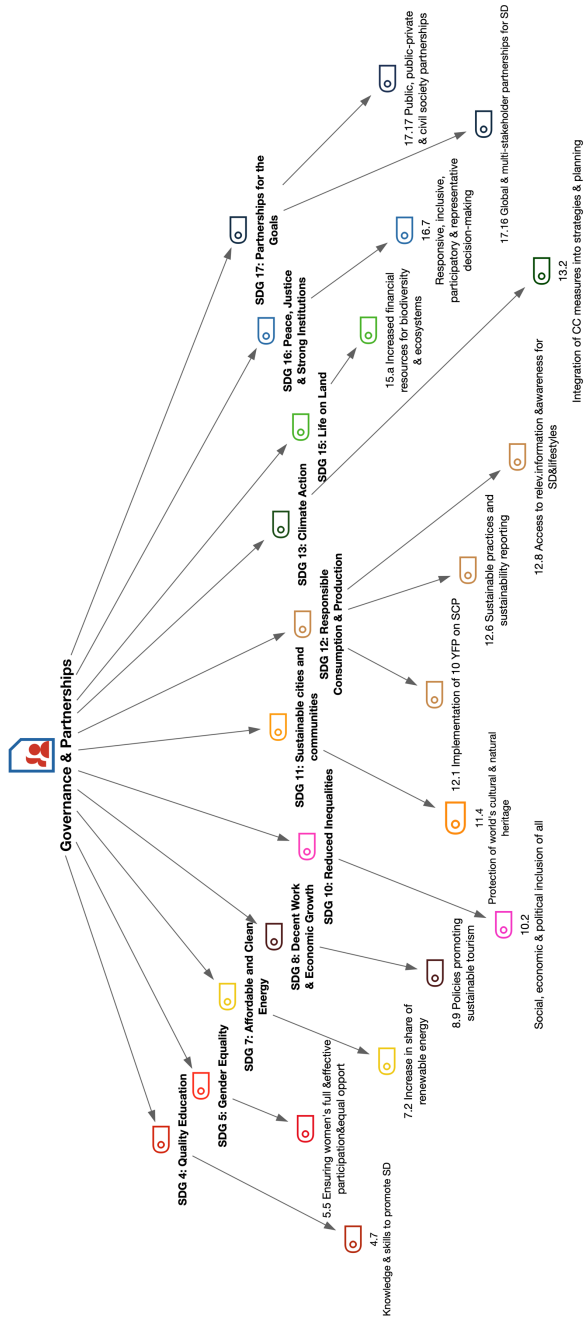 Governance & Partnerships
SDG 4: Quality Education
4.7
Knowledge & skills to promote SD
SDG 5: Gender Equality
5.5 Ensuring women's full &effective
participation&equal opport
SDG 7: Affordable and Clean
Energy
7.2 Increase in share of
renewable energy
SDG 8: Decent Work
& Economic Growth
8.9 Policies promoting
sustainable tourism
SDG 10: Reduced Inequalities
10.2
Social, economic & political inclusion of all
SDG 11: Sustainable cities and
communities
11.4
Protection of world's cultural & natural
heritage
SDG 12: Responsible
Consumption & Production
12.1 Implementation of 10 YFP on SCP
12.6 Sustainable practices and
sustainability reporting
12.8 Access to relev.information &awareness for
SD&lifestyles
SDG 13: Climate Action
13.2
Integration of CC measures into strategies & planning
SDG 15: Life on Land
15.a Increased financial
resources for biodiversity
& ecosystems
SDG 16: Peace, Justice
& Strong Institutions
16.7
Responsive, inclusive,
participatory & representative
decision-making
SDG 17: Partnerships for the
Goals
17.16 Global & multi-stakeholder partnerships for SD
17.17 Public, public-private
& civil society partnerships